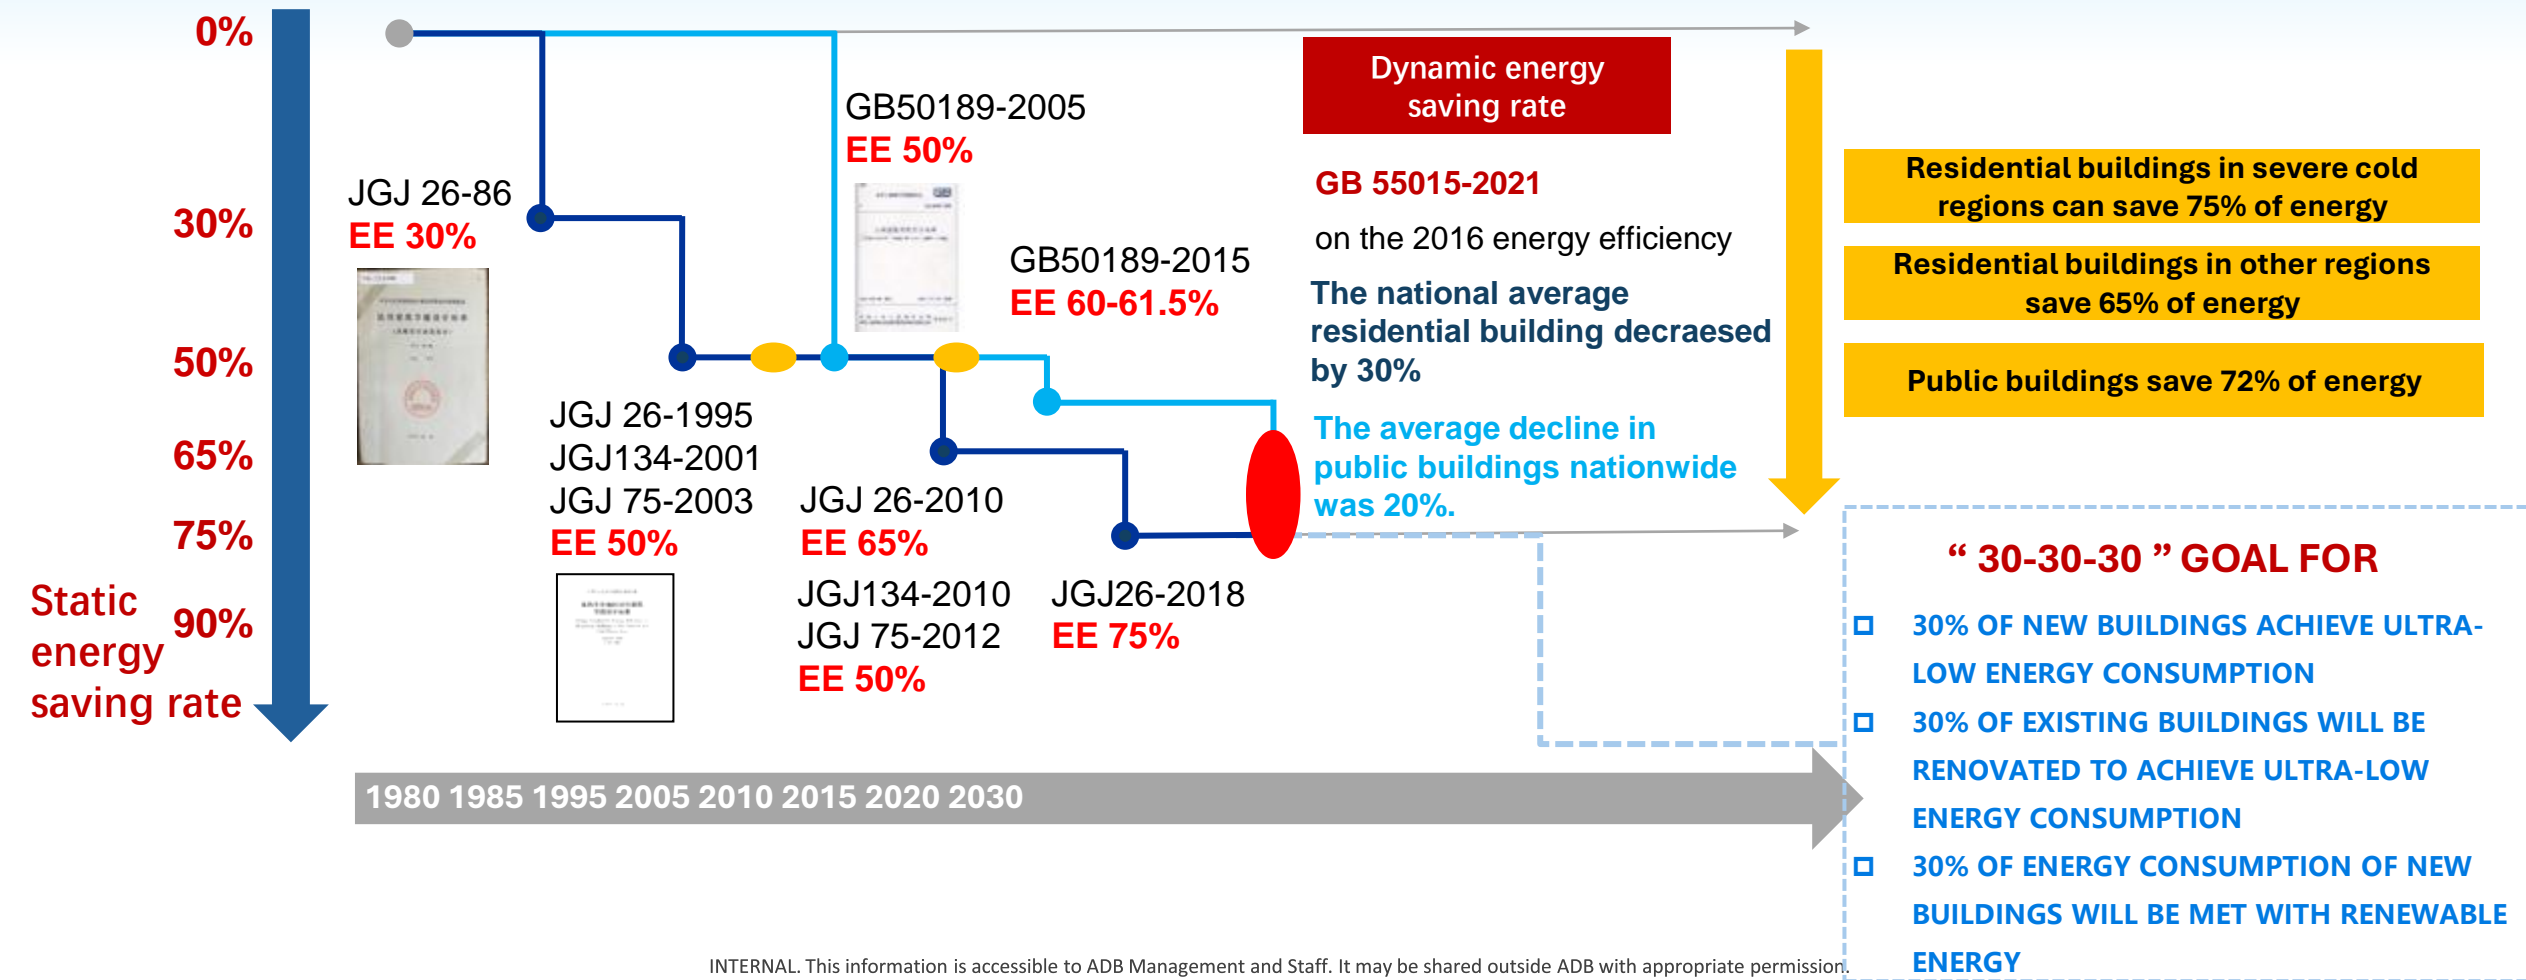 0%
30%
50%
65%
75%
90%
Static
energy
saving rate
JGJ 26-86
EE 30%
JGJ 26-1995
JGJ134-2001
JGJ 75-2003
EE 50%
GB50189-2005
EE 50%
JGJ 26-2010
EE 65%
JGJ134-2010
JGJ 75-2012
EE 50%
GB50189-2015
EE 60-61.5%
JGJ26-2018
EE 75%
Dynamic energy
saving rate
GB 55015-2021
on the 2016 energy efficiency
The national average
residential building decraesed
by 30%
The average decline in
public buildings nationwide
was 20%.
Residential buildings in severe cold
regions can save 75% of energy
Residential buildings in other regions
save 65% of energy
Public buildings save 72% of energy
“ 30-30-30 ” GOAL FOR
30% OF NEW BUILDINGS ACHIEVE ULTRA-
LOW ENERGY CONSUMPTION
30% OF EXISTING BUILDINGS WILL BE
RENOVATED TO ACHIEVE ULTRA-LOW
ENERGY CONSUMPTION
30% OF ENERGY CONSUMPTION OF NEW
BUILDINGS WILL BE MET WITH RENEWABLE
ENERGY
1980 1985 1995 2005 2010 2015 2020 2030
INTERNAL. This information is accessible to ADB Management and Staff. It may be shared outside ADB with appropriate permission.